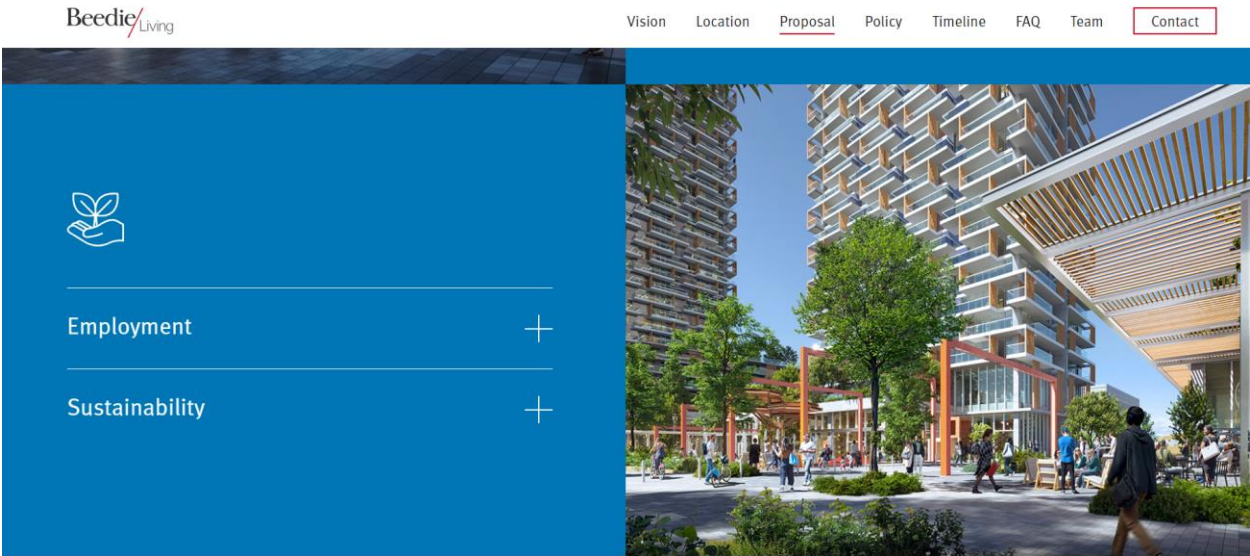 Beedie/Living
Vision Location Proposal Policy Timeline FAQ Team Contact
Employment
Sustainability